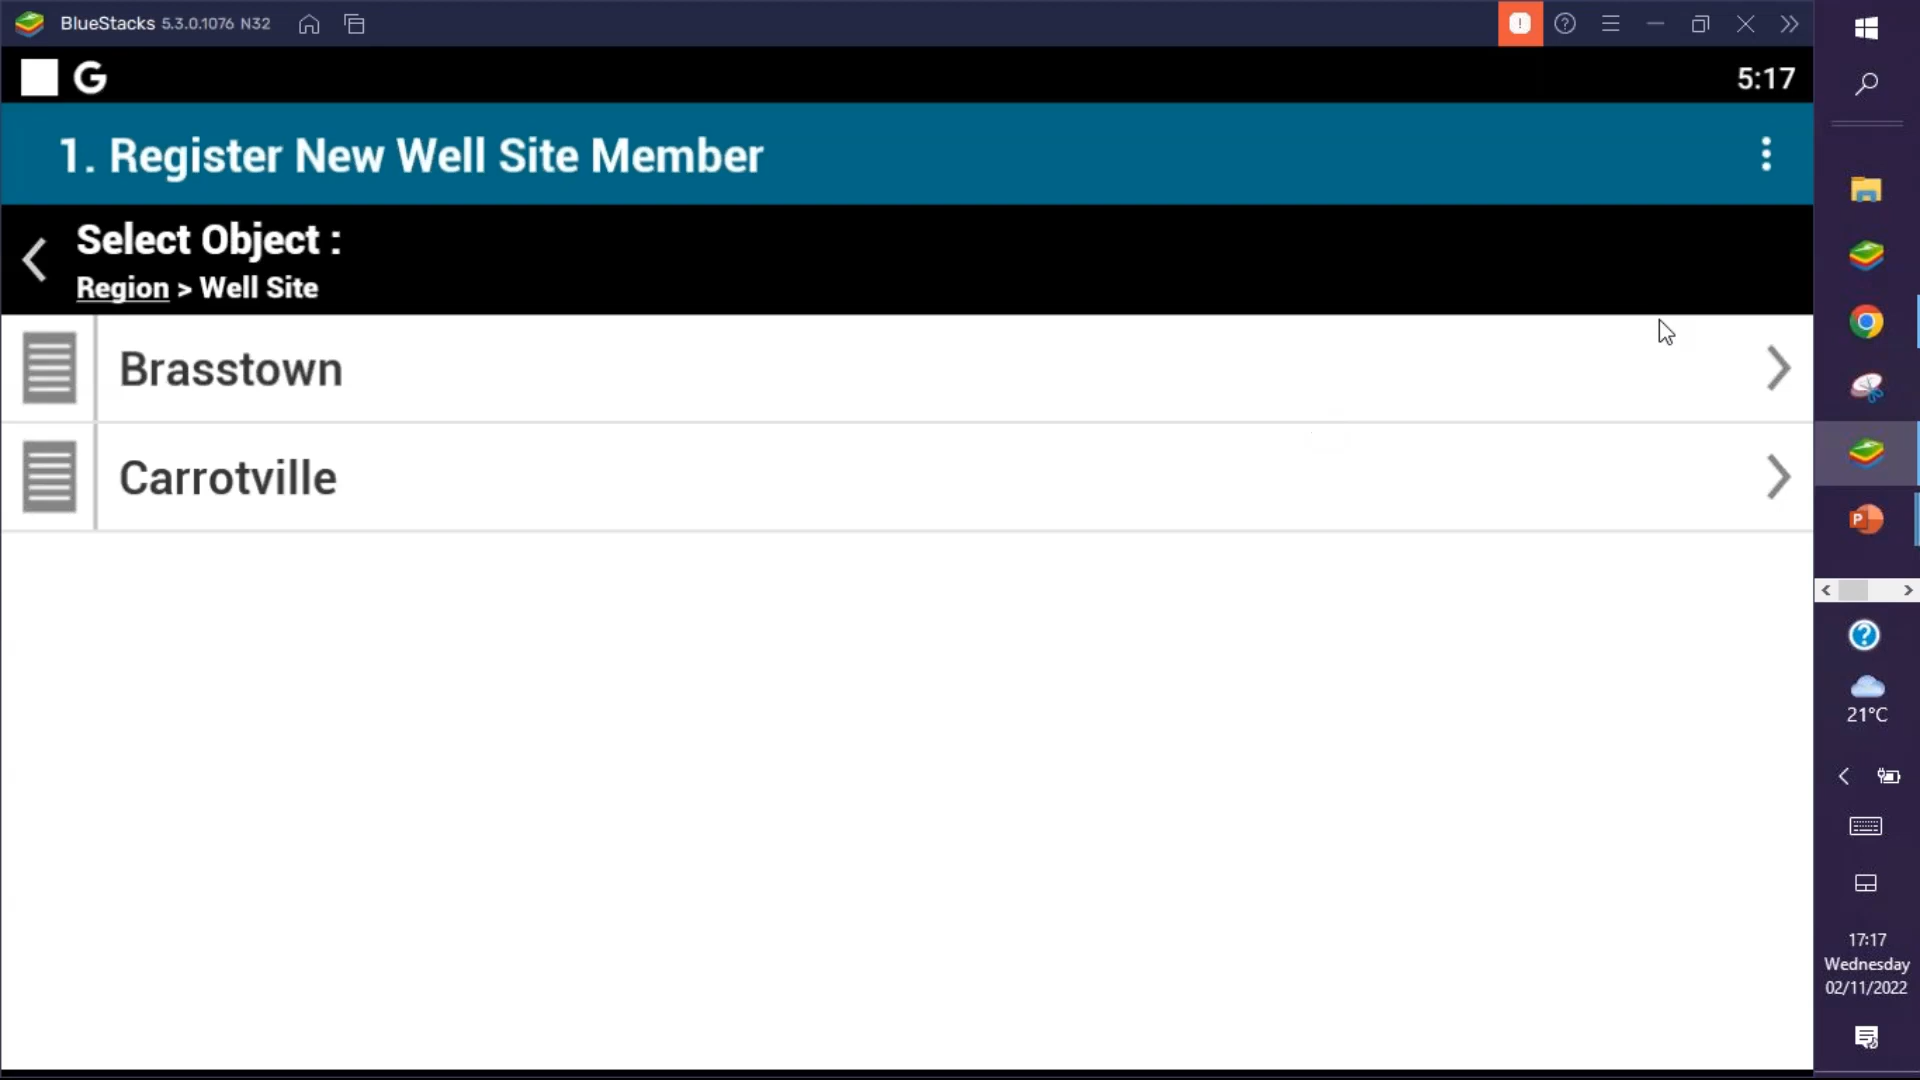 BlueStacks 5.3.0.1076 N32
G
5:17
1. Register New Well Site Member
Select Object :
Region > Well Site
Brasstown
Carrotville
P
21°C
17:17
Wednesday
02/11/2022